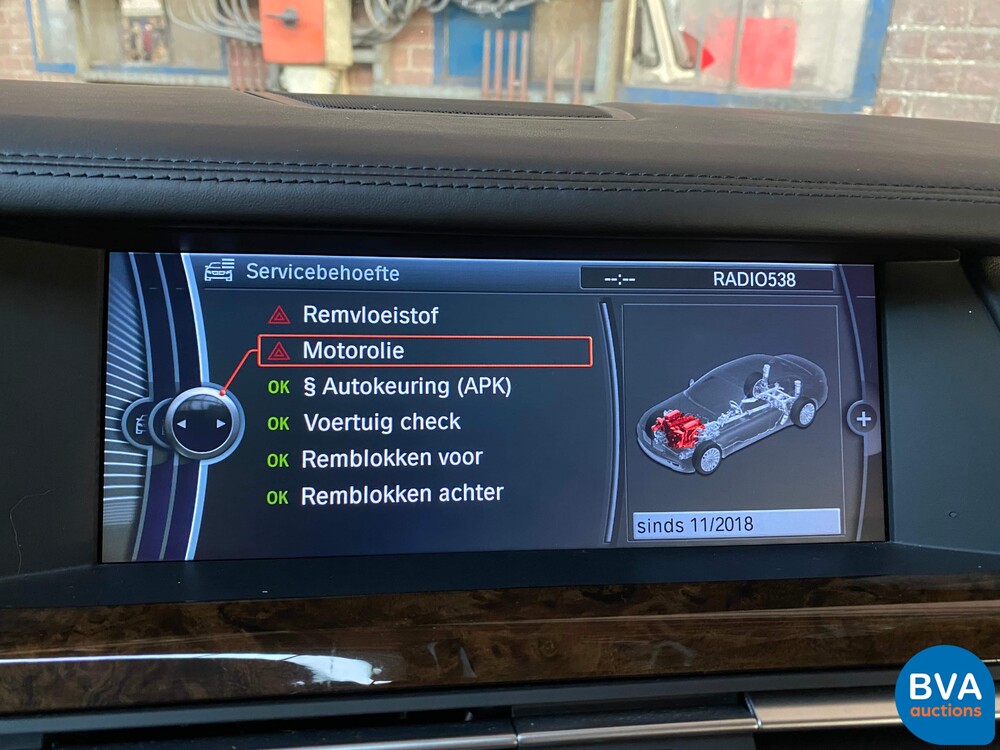 Servicebehoefte
--:-- RADIO538
Remvloeistof
Motorolie
OK § Autokeuring (APK)
OK Voertuig check
OK Remblokken voor
OK Remblokken achter
sinds 11/2018
BVA
auctions